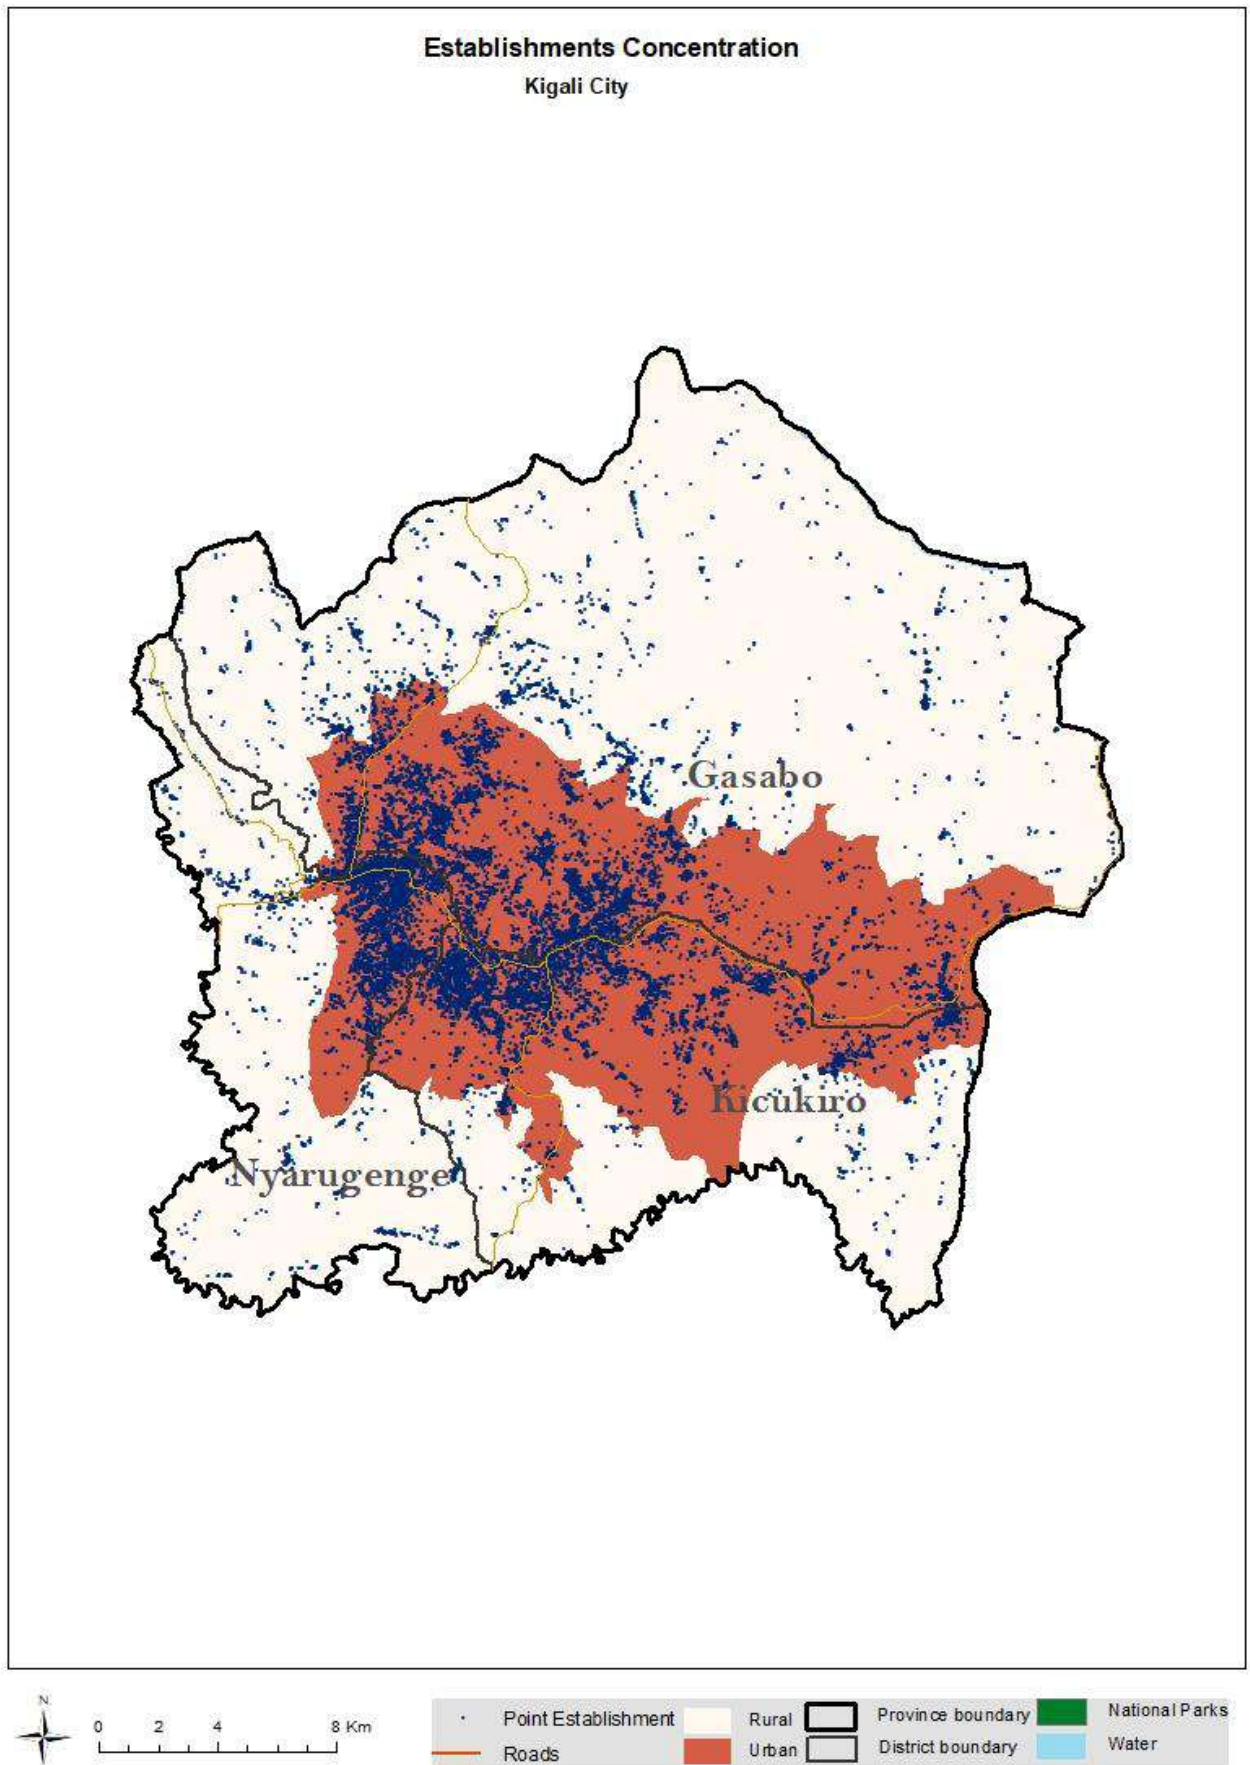 Establishments Concentration
Kigali City
Gasabo
Kicukiro
Nyarugenge
N
0 2 4 8 Km
Point Establishment
Roads
Rural
Urban
Province boundary
District boundary
National Parks
Water